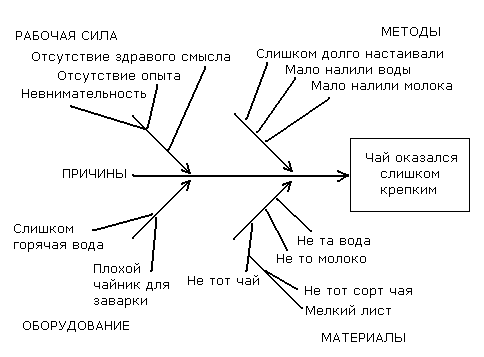 РАБОЧАЯ СИЛА
Отсутствие здравого смысла
Отсутствие опыта
Невнимательность
МЕТОДЫ
Слишком долго настаивали
Мало налили воды
Мало налили молока
ПРИЧИНЫ
Чай оказался
слишком
крепким
Слишком
горячая вода
Плохой
чайник для
заварки
ОБОРУДОВАНИЕ
Не та вода
Не то молоко
Не тот чай
Не тот сорт чая
Мелкий лист
МАТЕРИАЛЫ